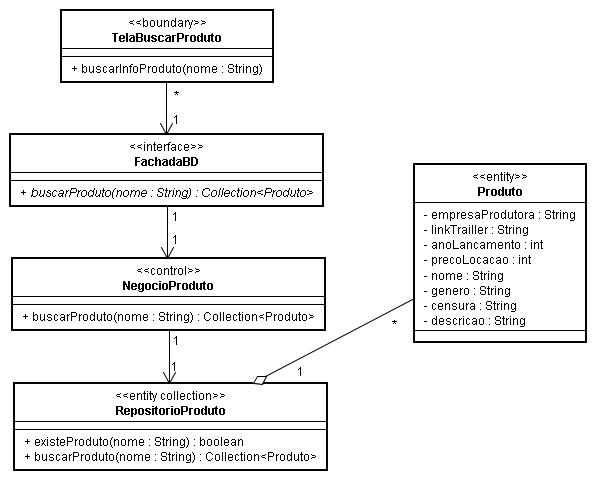 <<boundary>>
TelaBuscarProduto
+ buscarInfoProduto(nome : String)
*
1
<<interface>>
FachadaBD
+ buscarProduto(nome : String) : Collection<Produto>
1
1
<<control>>
NegocioProduto
+ buscarProduto(nome : String) : Collection<Produto>
1
1
<<entity collection>>
RepositorioProduto
+ existeProduto(nome : String) : boolean
+ buscarProduto(nome : String) : Collection<Produto>
1
*
<<entity>>
Produto
- empresaProdutora : String
- linkTrailler : String
- anoLancamento : int
- precoLocacao : int
- nome : String
- genero : String
- censura : String
- descricao : String